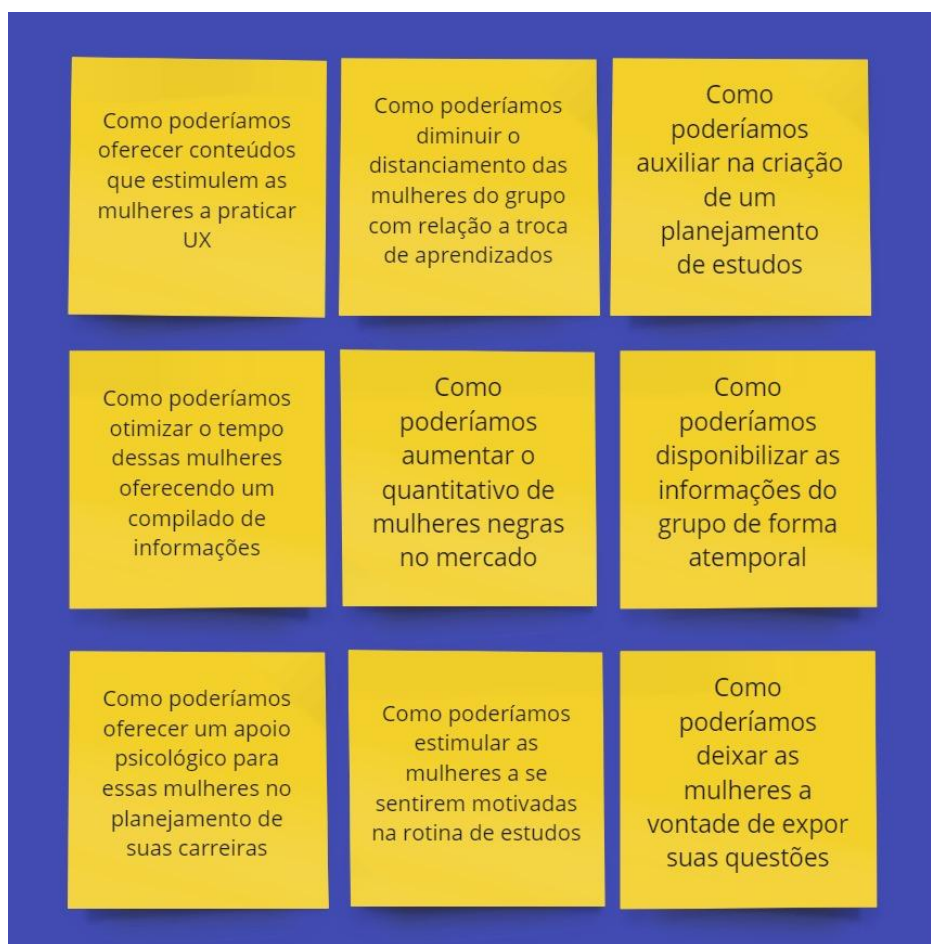 Como poderíamos
oferecer conteúdos
que estimulem as
mulheres a praticar
UX
Como poderíamos
diminuir o
distanciamento das
mulheres do grupo
com relação a troca
de aprendizados
Como
poderíamos
auxiliar na criação
de um
planejamento
de estudos
Como poderíamos
otimizar o tempo
dessas mulheres
oferecendo um
compilado de
informações
Como
poderíamos
aumentar o
quantitativo de
mulheres negras
no mercado
Como
poderíamos
disponibilizar as
informações do
grupo de forma
atemporal
Como poderíamos
oferecer um apoio
psicológico para
essas mulheres no
planejamento de
suas carreiras
Como poderíamos
estimular as
mulheres a se
sentirem motivadas
na rotina de estudos
Como
poderíamos
deixar as
mulheres a
vontade de expor
suas questões